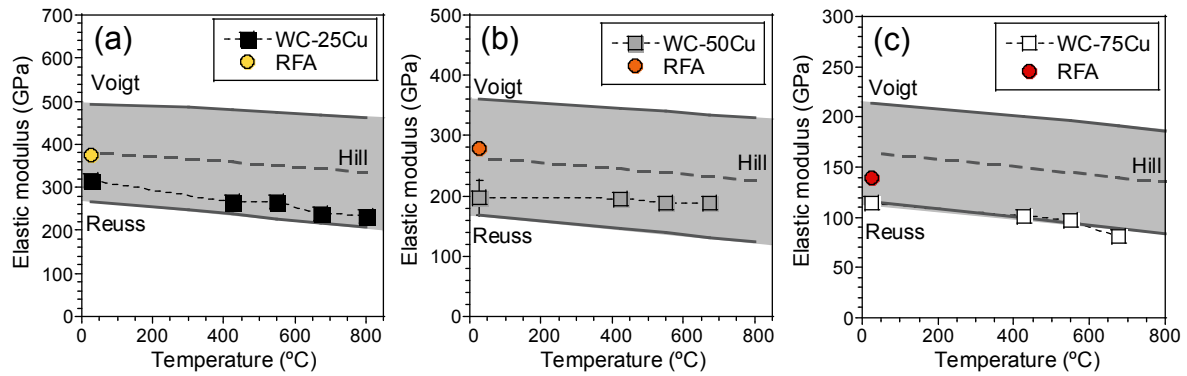 (a)
WC-25Cu
RFA
Voigt
Hill
Reuss
Elastic modulus (GPa)
700
600
500
400
300
200
100
0
0 200 400 600 800
Temperature (ºC)
(b)
WC-50Cu
RFA
Voigt
Hill
Reuss
Elastic modulus (GPa)
500
400
300
200
100
0
0 200 400 600 800
Temperature (ºC)
(c)
WC-75Cu
RFA
Voigt
Hill
Reuss
Elastic modulus (GPa)
300
250
200
150
100
50
0
0 200 400 600 800
Temperature (ºC)